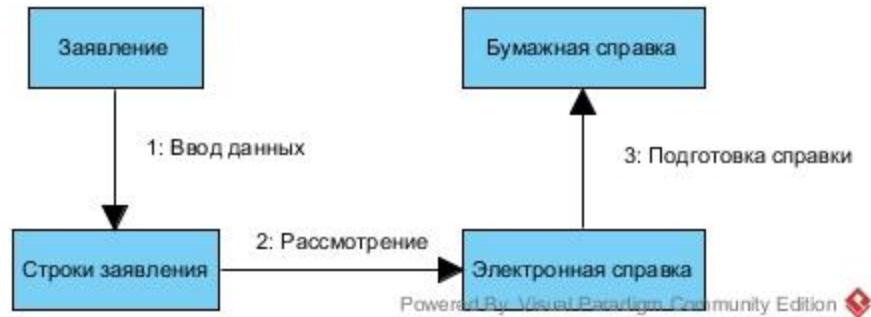 Заявление
Бумажная справка
1: Ввод данных
3: Подготовка справки
2: Рассмотрение
Строки заявления
Электронная справка
Powered By Visual Paradigm Community Edition